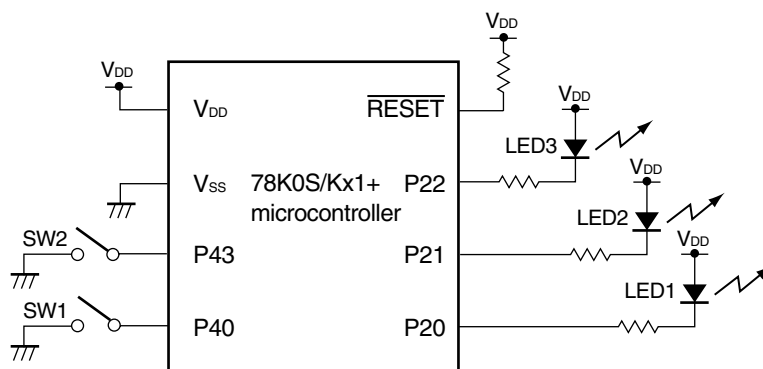 VDD
VDD
VDD
VDD RESET
LED3
VSS 78K0S/Kx1+ P22
microcontroller
VDD
LED2
SW2
P43 P21
VDD
LED1
SW1
P40 P20